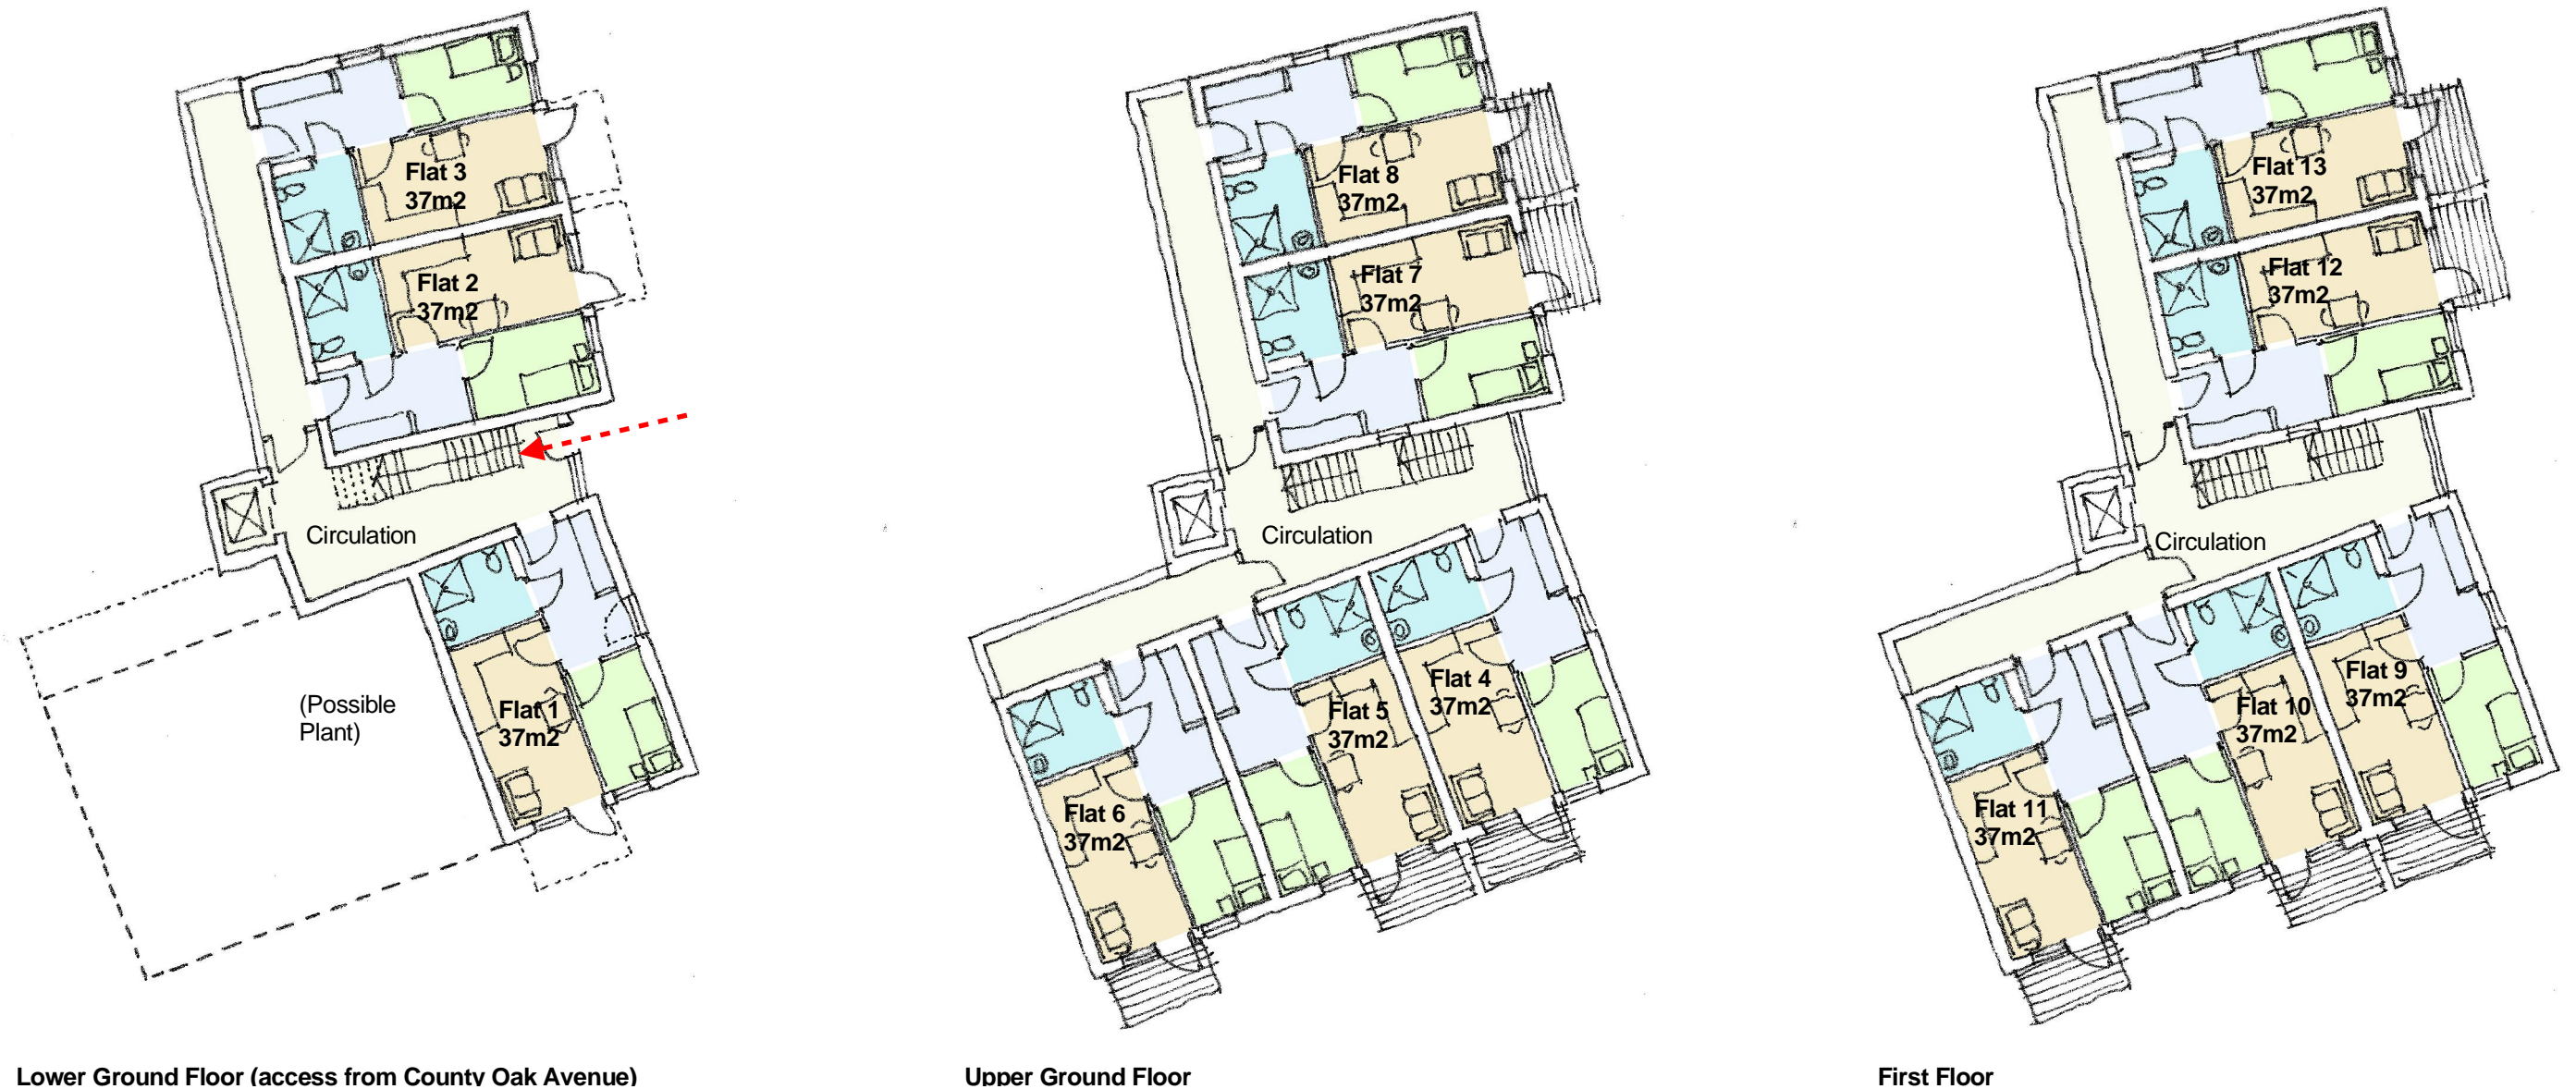 Flat 3
37m2
Flat 2
37m2
Circulation
(Possible
Plant)
Flat 1
37m2
Lower Ground Floor (access from County Oak Avenue)
Flat 8
37m2
Flat 7
37m2
Circulation
Flat 4
37m2
Flat 5
37m2
Flat 6
37m2
Upper Ground Floor
Flat 13
37m2
Flat 12
37m2
Circulation
Flat 9
37m2
Flat 10
37m2
Flat 11
37m2
First Floor